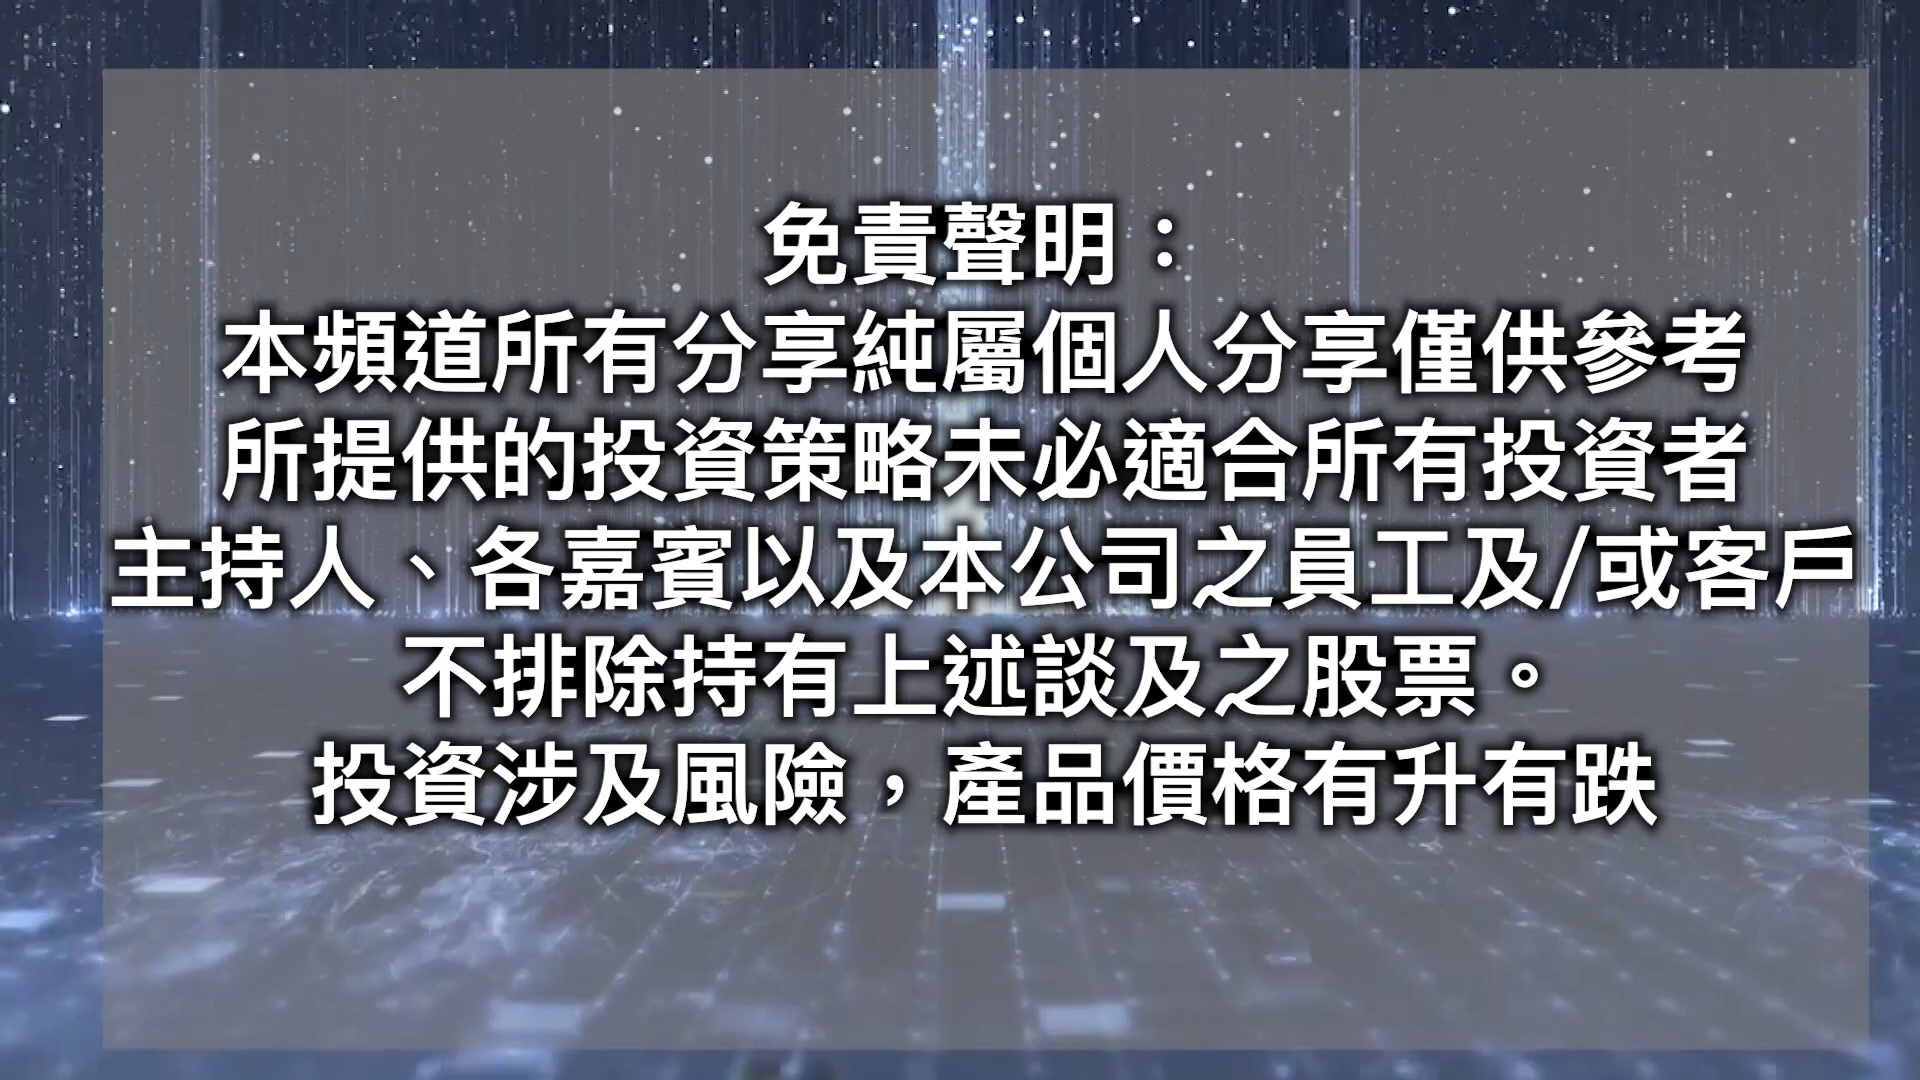 免責聲明：
本頻道所有分享純屬個人分享僅供參考
所提供的投資策略未必適合所有投資者
主持人、各嘉賓以及本公司之員工及/或客戶
不排除持有上述談及之股票。
投資涉及風險，產品價格有升有跌